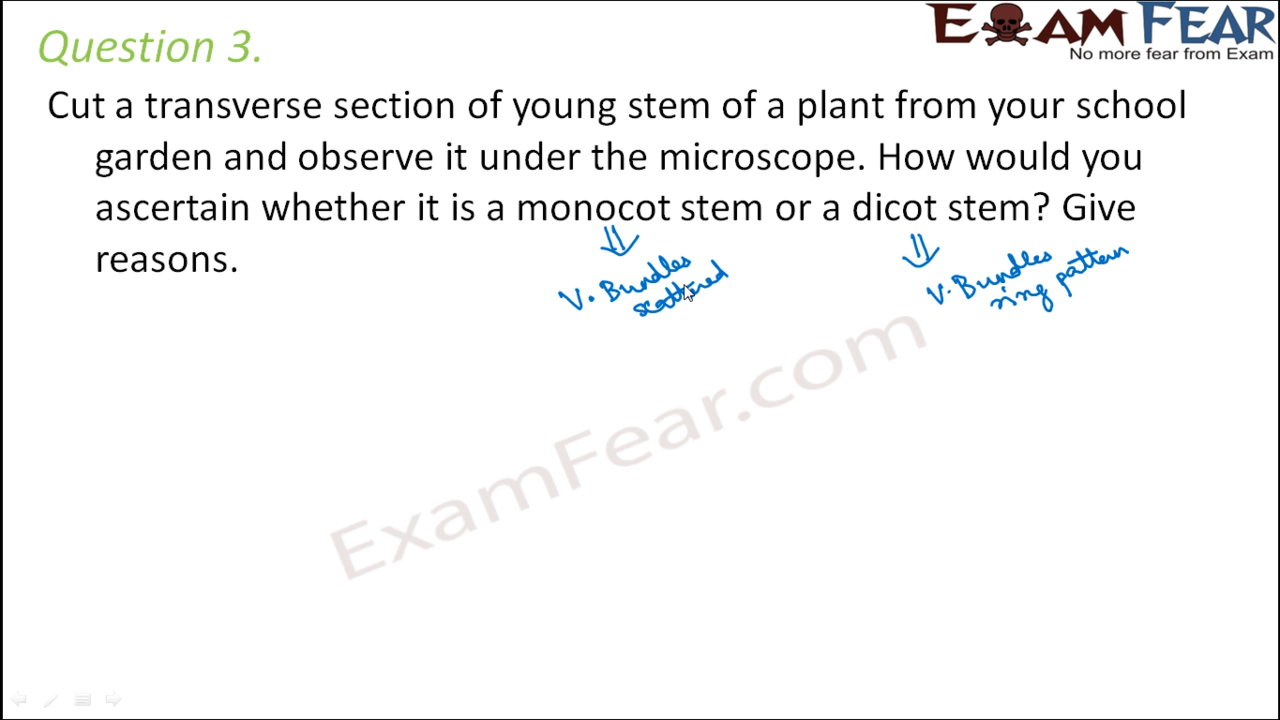 Question 3.
EXAM FEAR
No more fear from Exam
Cut a transverse section of young stem of a plant from your school
garden and observe it under the microscope. How would you
ascertain whether it is a monocot stem or a dicot stem? Give
reasons.
V. Bundles
scattered
V. Bundles
ring pattern
ExamFear.com